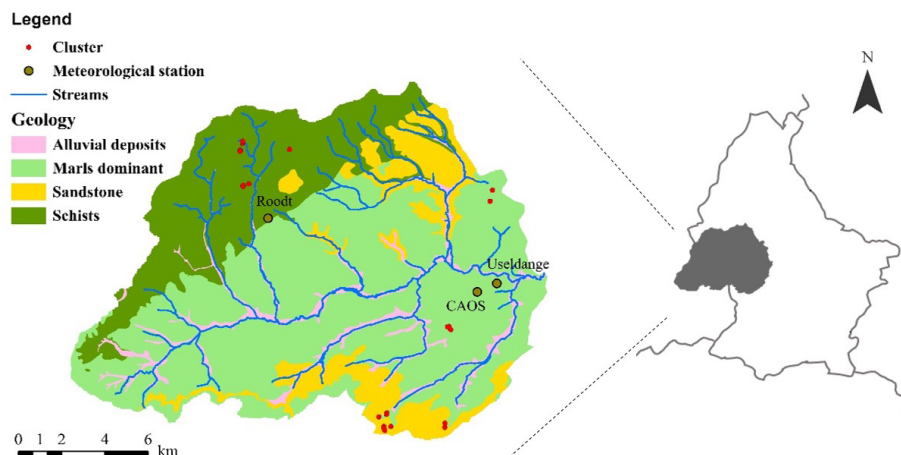 Legend
Cluster
Meteorological station
Streams
Geology
Alluvial deposits
Marls dominant
Sandstone
Schists
Roodt
Useldange
CAOS
0 1 2 4 6
km
N